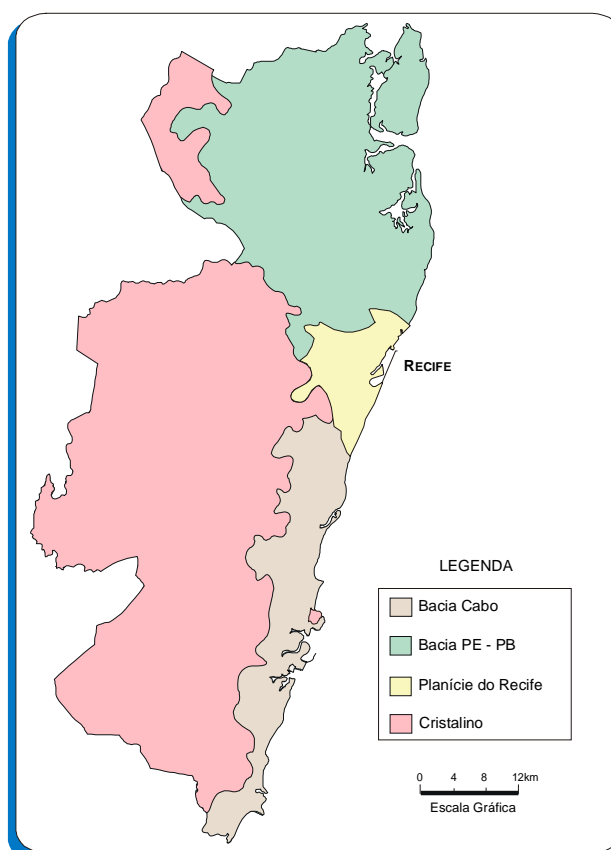 RECIFE
LEGENDA
Bacia Cabo
Bacia PE - PB
Planície do Recife
Cristalino
0 4 8 12km
Escala Gráfica